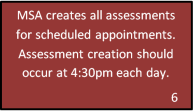 MSA creates all assessments
for scheduled appointments.
Assessment creation should
occur at 4:30pm each day.
6